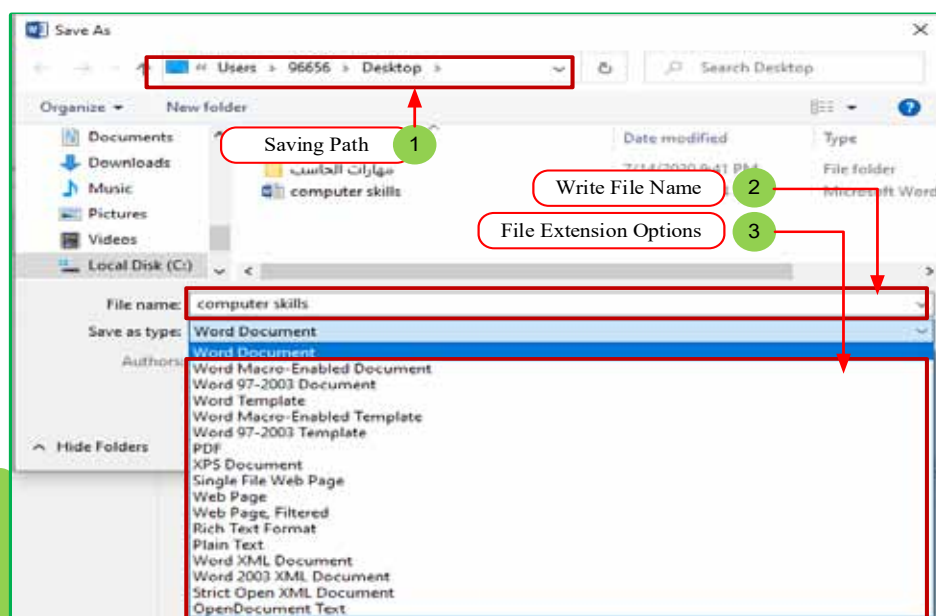 Save As
« Users › 96656 › Desktop ›
Search Desktop
Organize
New folder
Date modified
Type
Documents
Saving Path 1
Downloads
مهارات الحاسب
File folder
Music
computer skills
Write File Name 2
Microsoft Word
Pictures
File Extension Options 3
Videos
Local Disk (C:)
File name: computer skills
Save as type: Word Document
Authors:
Word Document
Word Macro-Enabled Document
Word 97-2003 Document
Word Template
Word Macro-Enabled Template
Word 97-2003 Template
Hide Folders
PDF
XPS Document
Single File Web Page
Web Page
Web Page, Filtered
Rich Text Format
Plain Text
Word XML Document
Word 2003 XML Document
Strict Open XML Document
OpenDocument Text